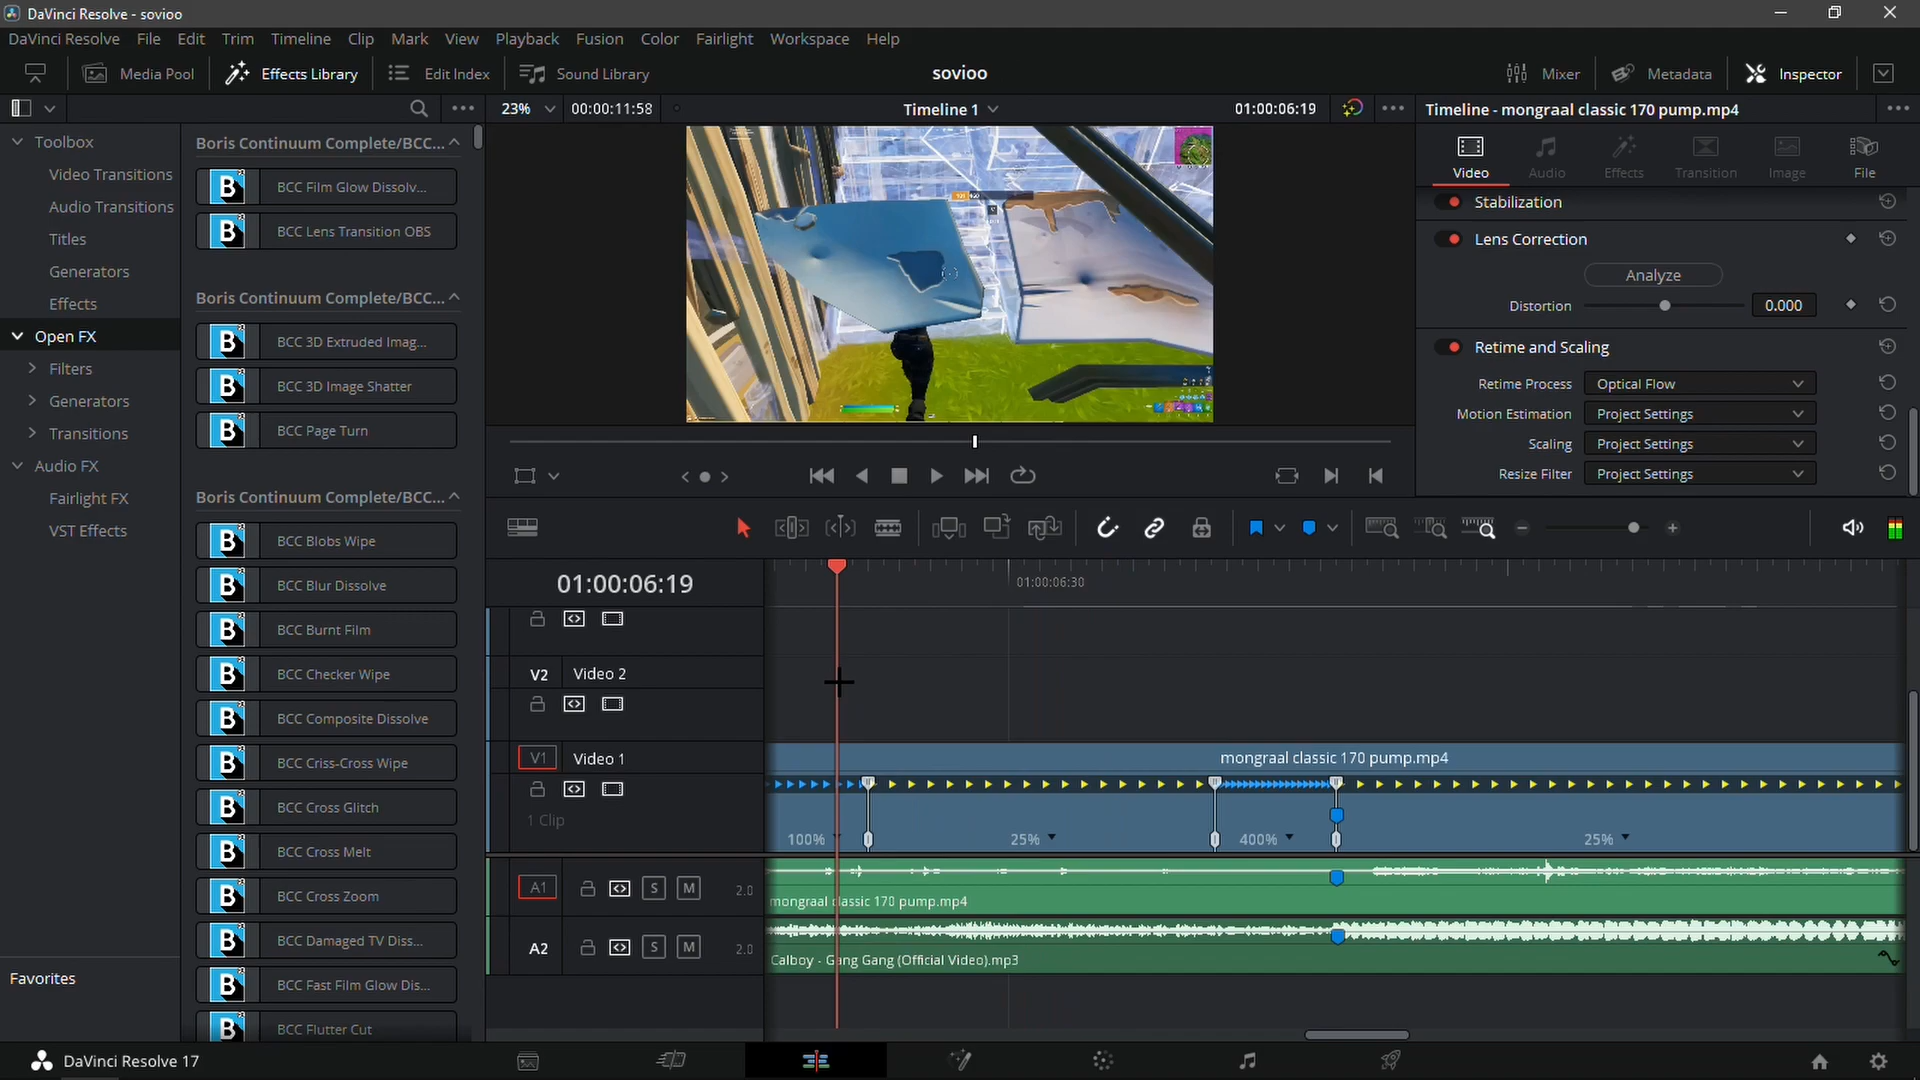 DaVinci Resolve - sovioo
DaVinci Resolve File Edit Trim Timeline Clip Mark View Playback Fusion Color Fairlight Workspace Help
Media Pool Effects Library Edit Index Sound Library sovioo Mixer Metadata Inspector
23% 00:00:11:58 Timeline 1 01:00:06:19 Timeline - mongraal classic 170 pump.mp4
Toolbox
Video Transitions
Audio Transitions
Titles
Generators
Effects
Open FX
Filters
Generators
Transitions
Audio FX
Fairlight FX
VST Effects
Favorites
Boris Continuum Complete/BCC...
BCC Film Glow Dissolv...
BCC Lens Transition OBS
Boris Continuum Complete/BCC...
BCC 3D Extruded Imag...
BCC 3D Image Shatter
BCC Page Turn
Boris Continuum Complete/BCC...
BCC Blobs Wipe
BCC Blur Dissolve
BCC Burnt Film
BCC Checker Wipe
BCC Composite Dissolve
BCC Criss-Cross Wipe
BCC Cross Glitch
BCC Cross Melt
BCC Cross Zoom
BCC Damaged TV Diss...
BCC Fast Film Glow Dis...
BCC Flutter Cut
Video Audio Effects Transition Image File
Stabilization
Lens Correction
Analyze
Distortion 0.000
Retime and Scaling
Retime Process Optical Flow
Motion Estimation Project Settings
Scaling Project Settings
Resize Filter Project Settings
01:00:06:19
01:00:06:30
V2 Video 2
V1 Video 1
1 Clip
mongraal classic 170 pump.mp4
100% 25% 400% 25%
A1 S M 2.0
mongraal classic 170 pump.mp4
A2 S M 2.0
Calboy - Gang Gang (Official Video).mp3
DaVinci Resolve 17